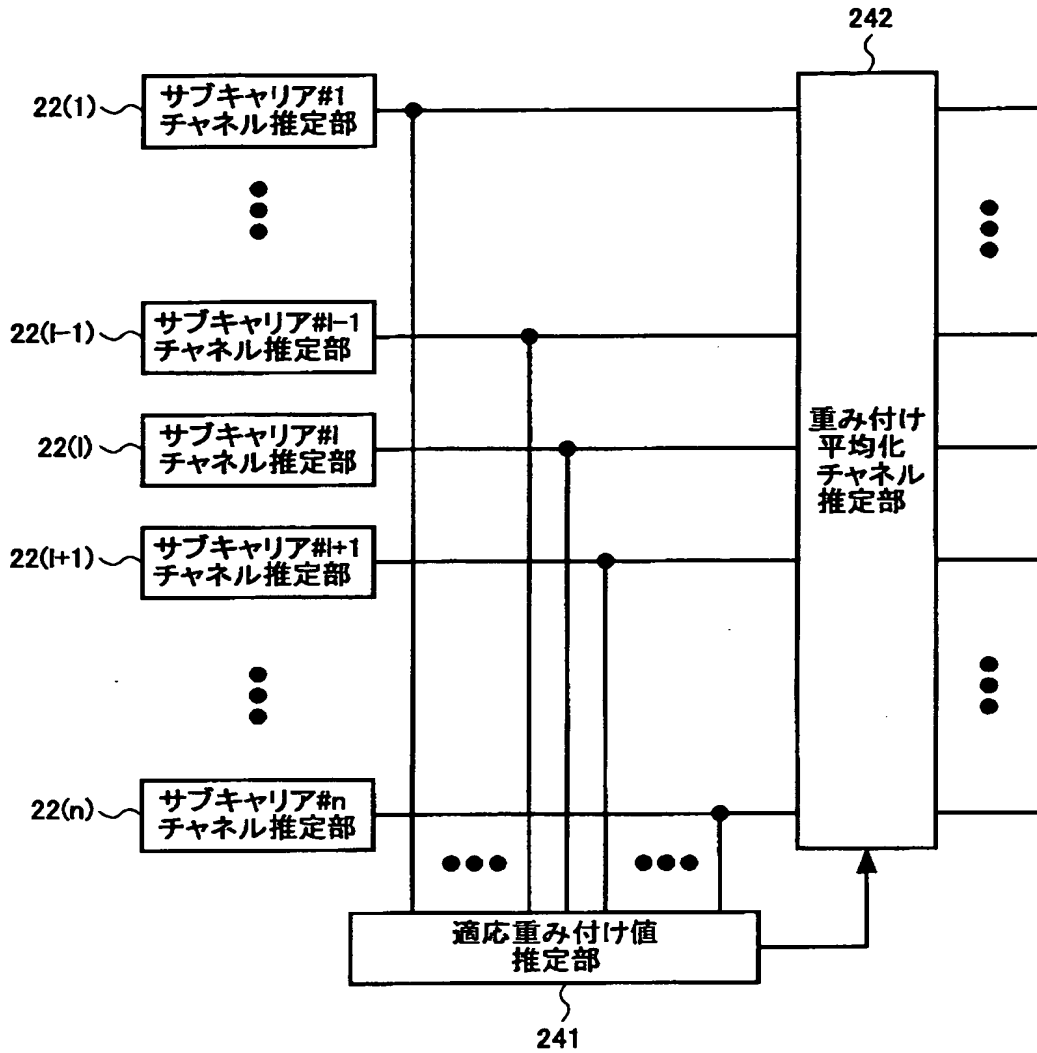 242
22(1)
サブキャリア#1
チャネル推定部
22(l-1)
サブキャリア#l-1
チャネル推定部
22(l)
サブキャリア#l
チャネル推定部
22(l+1)
サブキャリア#l+1
チャネル推定部
22(n)
サブキャリア#n
チャネル推定部
重み付け
平均化
チャネル
推定部
適応重み付け値
推定部
241